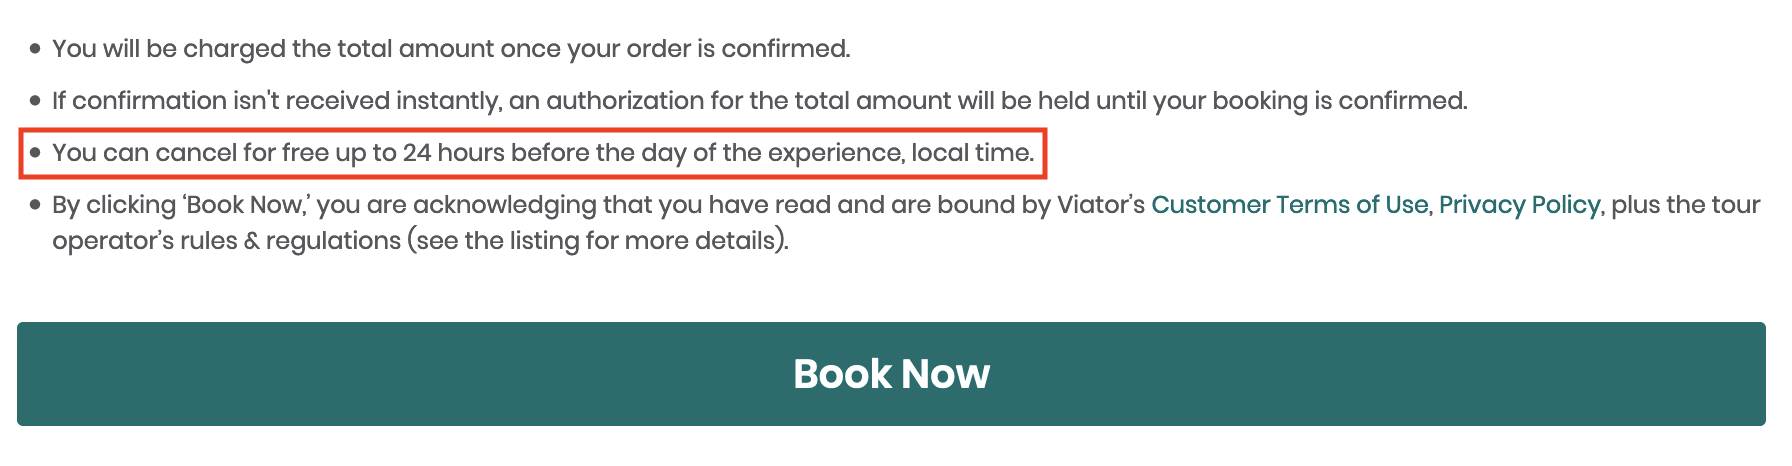 • You will be charged the total amount once your order is confirmed.
• If confirmation isn't received instantly, an authorization for the total amount will be held until your booking is confirmed.
• You can cancel for free up to 24 hours before the day of the experience, local time.
• By clicking ‘Book Now,’ you are acknowledging that you have read and are bound by Viator’s Customer Terms of Use, Privacy Policy, plus the tour
operator’s rules & regulations (see the listing for more details).
Book Now